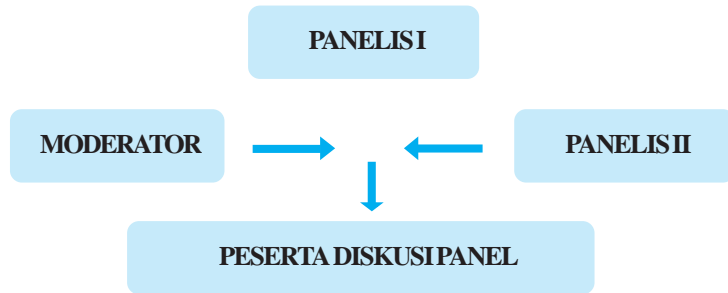 PANELIS I
MODERATOR
PANELIS II
PESERTA DISKUSI PANEL